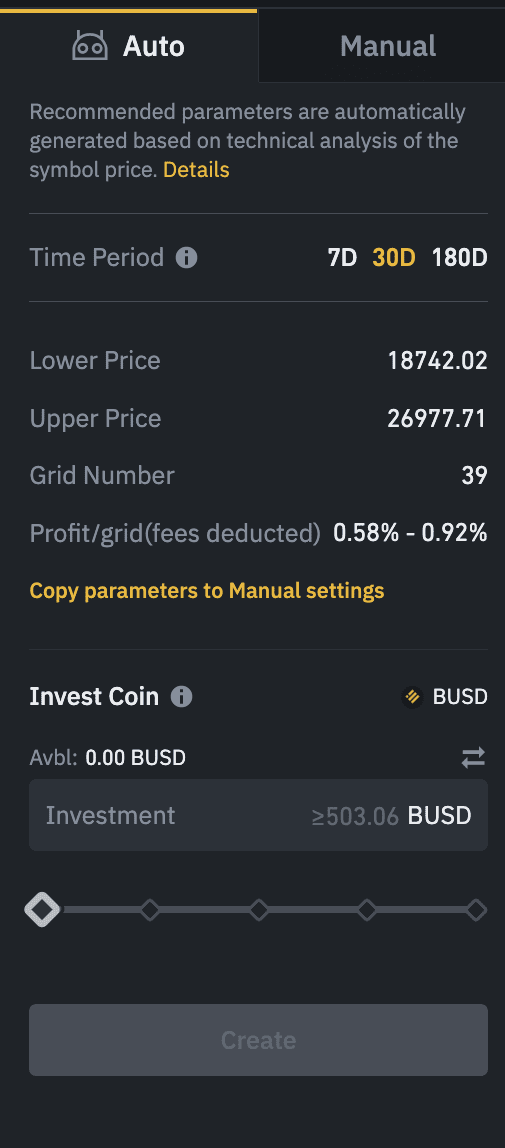 Auto Manual
Recommended parameters are automatically
generated based on technical analysis of the
symbol price. Details
Time Period 7D 30D 180D
Lower Price 18742.02
Upper Price 26977.71
Grid Number 39
Profit/grid(fees deducted) 0.58% - 0.92%
Copy parameters to Manual settings
Invest Coin BUSD
Avbl: 0.00 BUSD
Investment ≥503.06 BUSD
Create